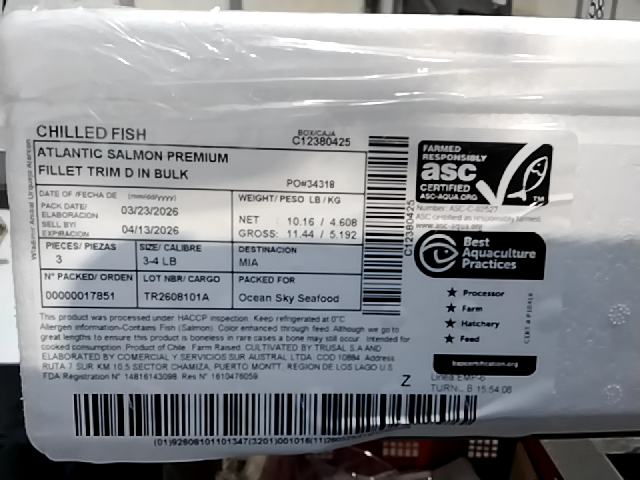 58
CHILLED FISH
BOX/CAJA
C12380425
ATLANTIC SALMON PREMIUM
FILLET TRIM D IN BULK
PO#34318
DATE OF /FECHA DE (mm/dd/yyyy)
PACK DATE/
ELABORACION 03/23/2026
SELL BY/
EXPIRACION 04/13/2026
WEIGHT/ PESO LB / KG
NET 10.16 / 4.608
GROSS: 11.44 / 5.192
PIECES/ PIEZAS
3
SIZE/ CALIBRE
3-4 LB
DESTINACION
MIA
N° PACKED/ ORDEN
00000017851
LOT NBR/ CARGO
TR2608101A
PACKED FOR
Ocean Sky Seafood
C12380425
FARMED
RESPONSIBLY
asc
CERTIFIED
ASC-AQUA.ORG
TM
ASC certified as responsibly farmed.
www.asc-aqua.org
Best
Aquaculture
Practices
★ Processor
★ Farm
★ Hatchery
★ Feed
bapcertification.org
This product was processed under HACCP inspection. Keep refrigerated at 0°C
Allergen information-Contains Fish (Salmon). Color enhanced through feed. Although we go to
great lengths to ensure this product is boneless in rare cases a bone may still occur. Intended for
cooked consumption. Product of Chile. Farm Raised. CULTIVATED BY TRUSAL S.A AND
ELABORATED BY COMERCIAL Y SERVICIOS SUR AUSTRAL LTDA. COD 10884. Address
RUTA 7 SUR KM 10.5 SECTOR CHAMIZA, PUERTO MONTT. REGION DE LOS LAGO U.S
FDA Registration N° 14816143098. Res N° 1610476059
Z
Linea EMP-6
TURN.: B 15:54:08